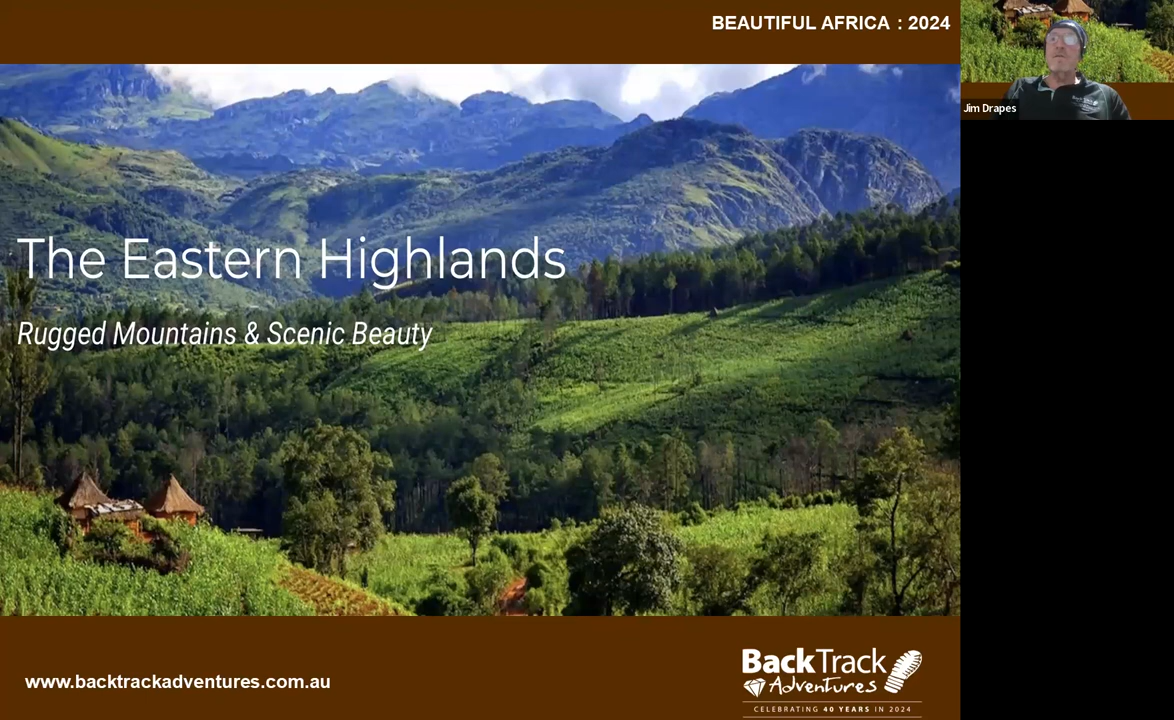 BEAUTIFUL AFRICA : 2024
Jim Drapes
The Eastern Highlands
Rugged Mountains & Scenic Beauty
www.backtrackadventures.com.au
BackTrack
Adventures
CELEBRATING 40 YEARS IN 2024